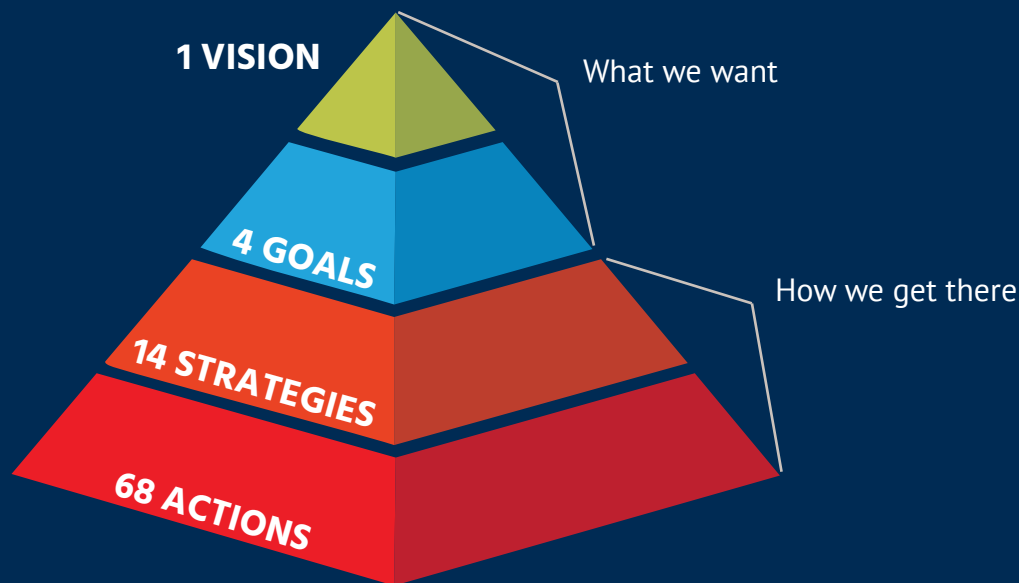 1 VISION
What we want
4 GOALS
How we get there
14 STRATEGIES
68 ACTIONS